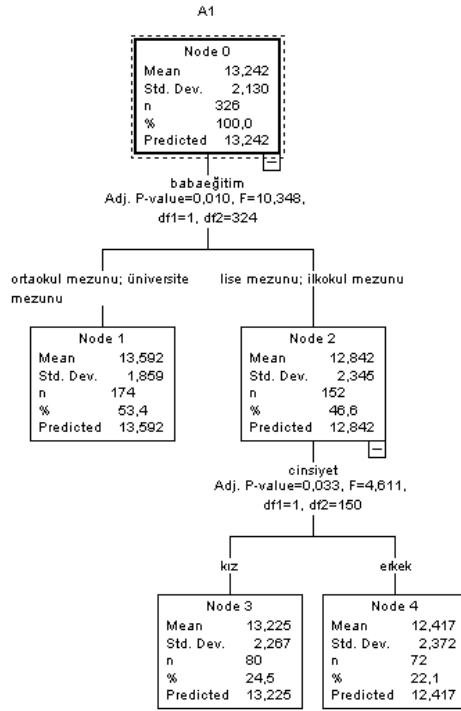 A1
Node 0
Mean 13,242
Std. Dev. 2,130
n 326
% 100,0
Predicted 13,242
babaeğitim
Adj. P-value=0,010, F=10,348,
df1=1, df2=324
ortaokul mezunu; üniversite
mezunu
lise mezunu; ilkokul mezunu
Node 1
Mean 13,592
Std. Dev. 1,859
n 174
% 53,4
Predicted 13,592
Node 2
Mean 12,842
Std. Dev. 2,345
n 152
% 46,6
Predicted 12,842
cinsiyet
Adj. P-value=0,033, F=4,611,
df1=1, df2=150
kız
erkek
Node 3
Mean 13,225
Std. Dev. 2,267
n 80
% 24,5
Predicted 13,225
Node 4
Mean 12,417
Std. Dev. 2,372
n 72
% 22,1
Predicted 12,417